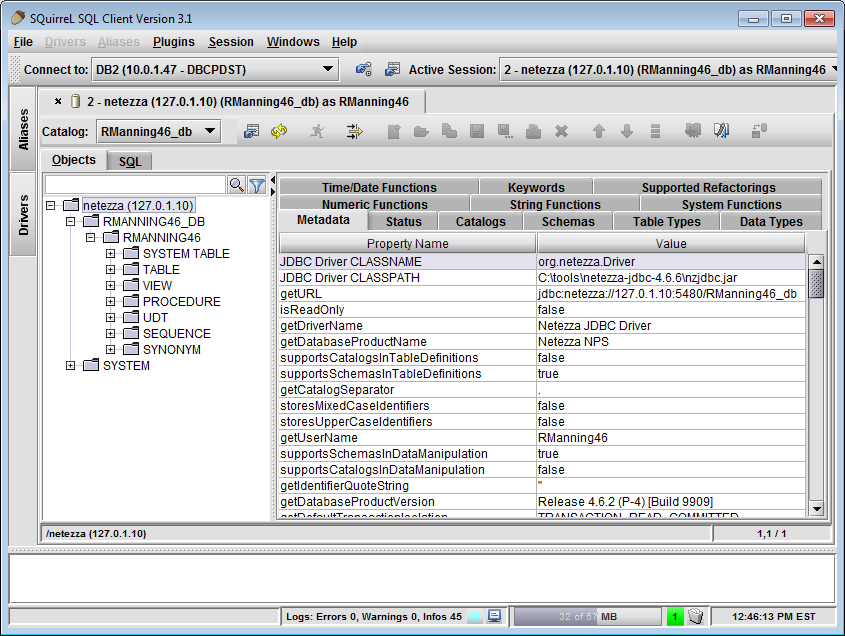 SQuirreL SQL Client Version 3.1
File Drivers Aliases Plugins Session Windows Help
Connect to: DB2 (10.0.1.47 - DBCPDST) Active Session: 2 - netezza (127.0.1.10) (RManning46_db) as RManning46
Aliases
Drivers
2 - netezza (127.0.1.10) (RManning46_db) as RManning46
Catalog: RManning46_db
Objects SQL
netezza (127.0.1.10)
RMANNING46_DB
RMANNING46
SYSTEM TABLE
TABLE
VIEW
PROCEDURE
UDT
SEQUENCE
SYNONYM
SYSTEM
Time/Date Functions Keywords Supported Refactorings
Numeric Functions String Functions System Functions
Metadata Status Catalogs Schemas Table Types Data Types
Property Name Value
JDBC Driver CLASSNAME org.netezza.Driver
JDBC Driver CLASSPATH C:\tools\netezza-jdbc-4.6.6\nzjdbc.jar
getURL jdbc:netezza://127.0.1.10:5480/RManning46_db
isReadOnly false
getDriverName Netezza JDBC Driver
getDatabaseProductName Netezza NPS
supportsCatalogsInTableDefinitions false
supportsSchemasInTableDefinitions true
getCatalogSeparator .
storesMixedCaseIdentifiers false
storesUpperCaseIdentifiers false
getUserName RManning46
supportsSchemasInDataManipulation true
supportsCatalogsInDataManipulation false
getIdentifierQuoteString "
getDatabaseProductVersion Release 4.6.2 (P-4) [Build 9909]
getDefaultTransactionIsolation TRANSACTION_READ_COMMITTED
/netezza (127.0.1.10) 1,1 / 1
Logs: Errors 0, Warnings 0, Infos 45 32 of 57 MB 1 12:46:13 PM EST